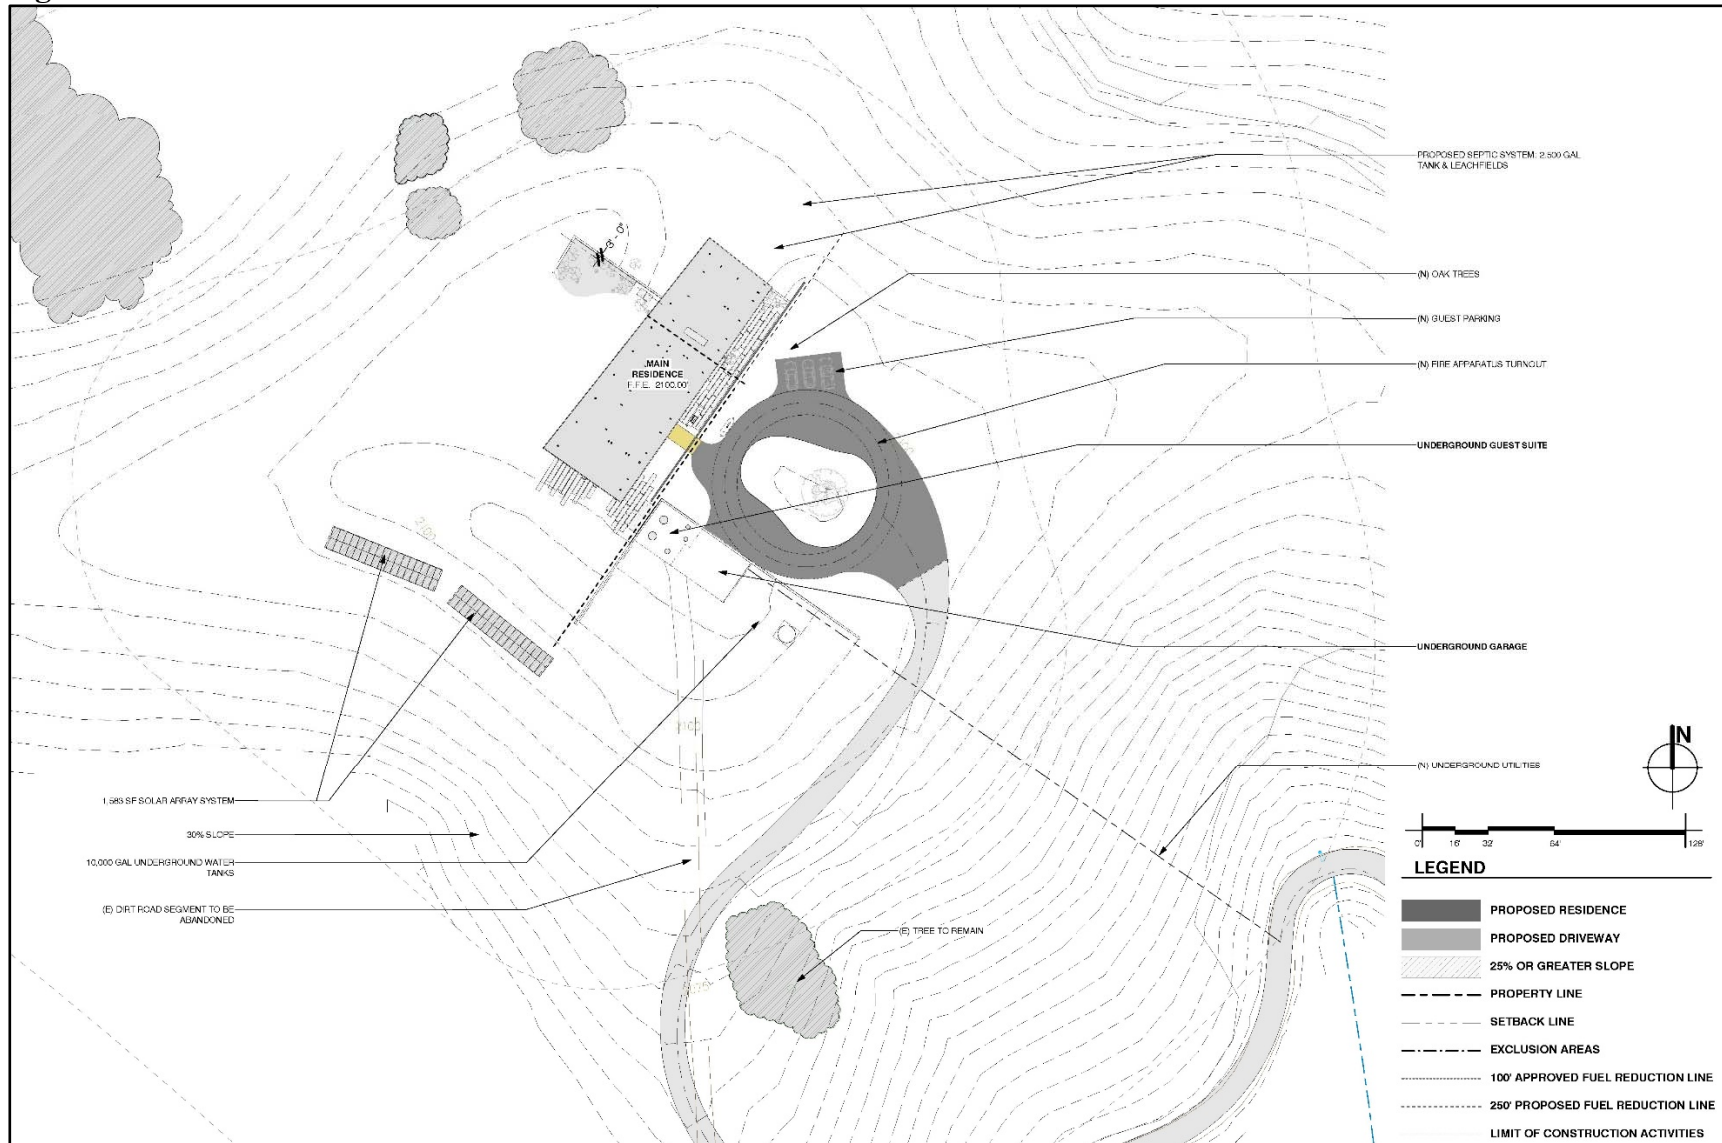 PROPOSED SEPTIC SYSTEM: 2,500 GAL
TANK & LEACHFIELDS
3' - 0"
(N) OAK TREES
(N) GUEST PARKING
MAIN
RESIDENCE
F.F.E. 2100.00'
(N) FIRE APPARATUS TURNOUT
UNDERGROUND GUEST SUITE
UNDERGROUND GARAGE
2100
(N) UNDERGROUND UTILITIES
N
1,583 SF SOLAR ARRAY SYSTEM
30% SLOPE
10,000 GAL UNDERGROUND WATER
TANKS
(E) DIRT ROAD SEGMENT TO BE
ABANDONED
(E) TREE TO REMAIN
0' 16' 32' 64' 128'
LEGEND
PROPOSED RESIDENCE
PROPOSED DRIVEWAY
25% OR GREATER SLOPE
PROPERTY LINE
SETBACK LINE
EXCLUSION AREAS
100' APPROVED FUEL REDUCTION LINE
250' PROPOSED FUEL REDUCTION LINE
LIMIT OF CONSTRUCTION ACTIVITIES